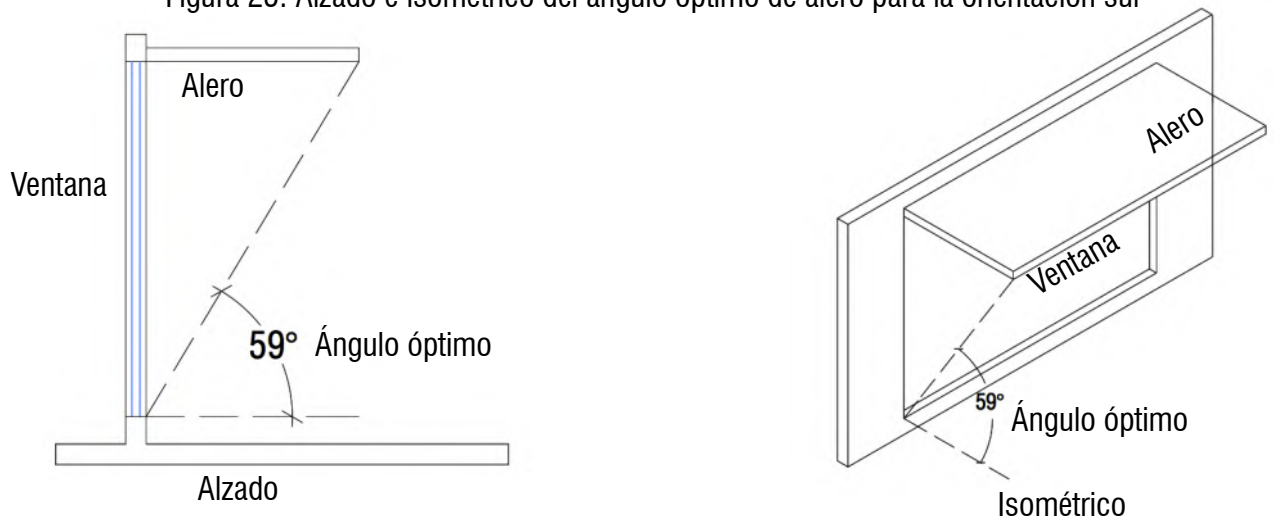 Figura 25. Alzado e isométrico del ángulo óptimo de alero para la orientación sur
Alero
Ventana
59° Ángulo óptimo
Alzado
Alero
Ventana
59° Ángulo óptimo
Isométrico